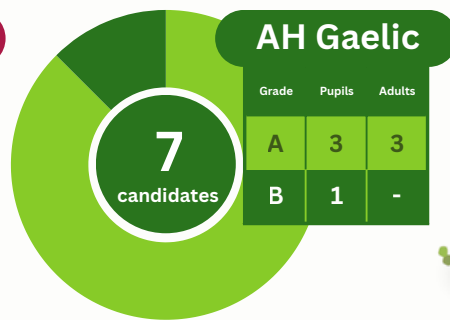 AH Gaelic
7
candidates
Grade Pupils Adults
A 3 3
B 1 -